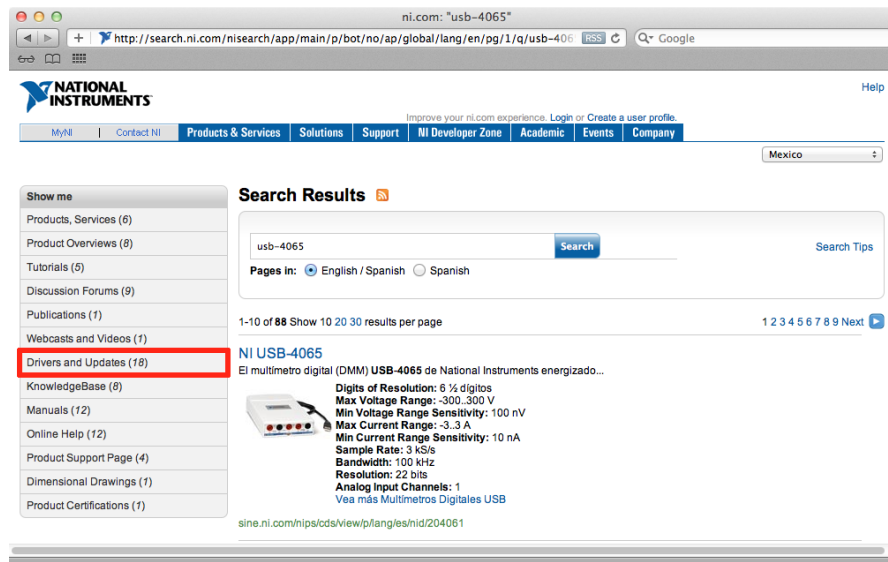 ni.com: "usb-4065"
http://search.ni.com/nisearch/app/main/p/bot/no/ap/global/lang/en/pg/1/q/usb-406
RSS
Google
NATIONAL
INSTRUMENTS
Help
Improve your ni.com experience. Login or Create a user profile.
MyNI | Contact NI Products & Services Solutions Support NI Developer Zone Academic Events Company
Mexico
Show me
Products, Services (6)
Product Overviews (8)
Tutorials (5)
Discussion Forums (9)
Publications (1)
Webcasts and Videos (1)
Drivers and Updates (18)
KnowledgeBase (8)
Manuals (12)
Online Help (12)
Product Support Page (4)
Dimensional Drawings (1)
Product Certifications (1)
Search Results
usb-4065
Search
Search Tips
Pages in: English / Spanish Spanish
1-10 of 88 Show 10 20 30 results per page
1 2 3 4 5 6 7 8 9 Next
NI USB-4065
El multímetro digital (DMM) USB-4065 de National Instruments energizado...
Digits of Resolution: 6 ½ dígitos
Max Voltage Range: -300..300 V
Min Voltage Range Sensitivity: 100 nV
Max Current Range: -3..3 A
Min Current Range Sensitivity: 10 nA
Sample Rate: 3 kS/s
Bandwidth: 100 kHz
Resolution: 22 bits
Analog Input Channels: 1
Vea más Multímetros Digitales USB
sine.ni.com/nips/cds/view/p/lang/es/nid/204061